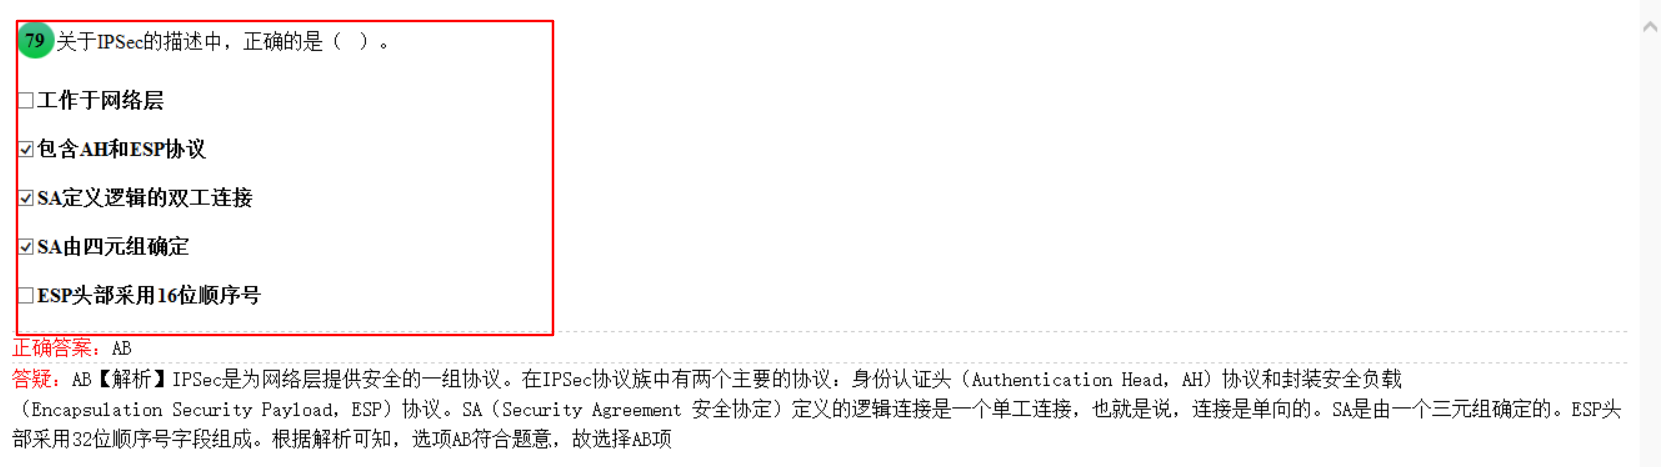 79 关于IPSec的描述中，正确的是（ ）。
工作于网络层
包含AH和ESP协议
SA定义逻辑的双工连接
SA由四元组确定
ESP头部采用16位顺序号
正确答案：AB
答疑：AB【解析】IPSec是为网络层提供安全的一组协议。在IPSec协议族中有两个主要的协议：身份认证头（Authentication Head，AH）协议和封装安全负载
（Encapsulation Security Payload，ESP）协议。SA（Security Agreement 安全协定）定义的逻辑连接是一个单工连接，也就是说，连接是单向的。SA是由一个三元组确定的。ESP头
部采用32位顺序号字段组成。根据解析可知，选项AB符合题意，故选择AB项